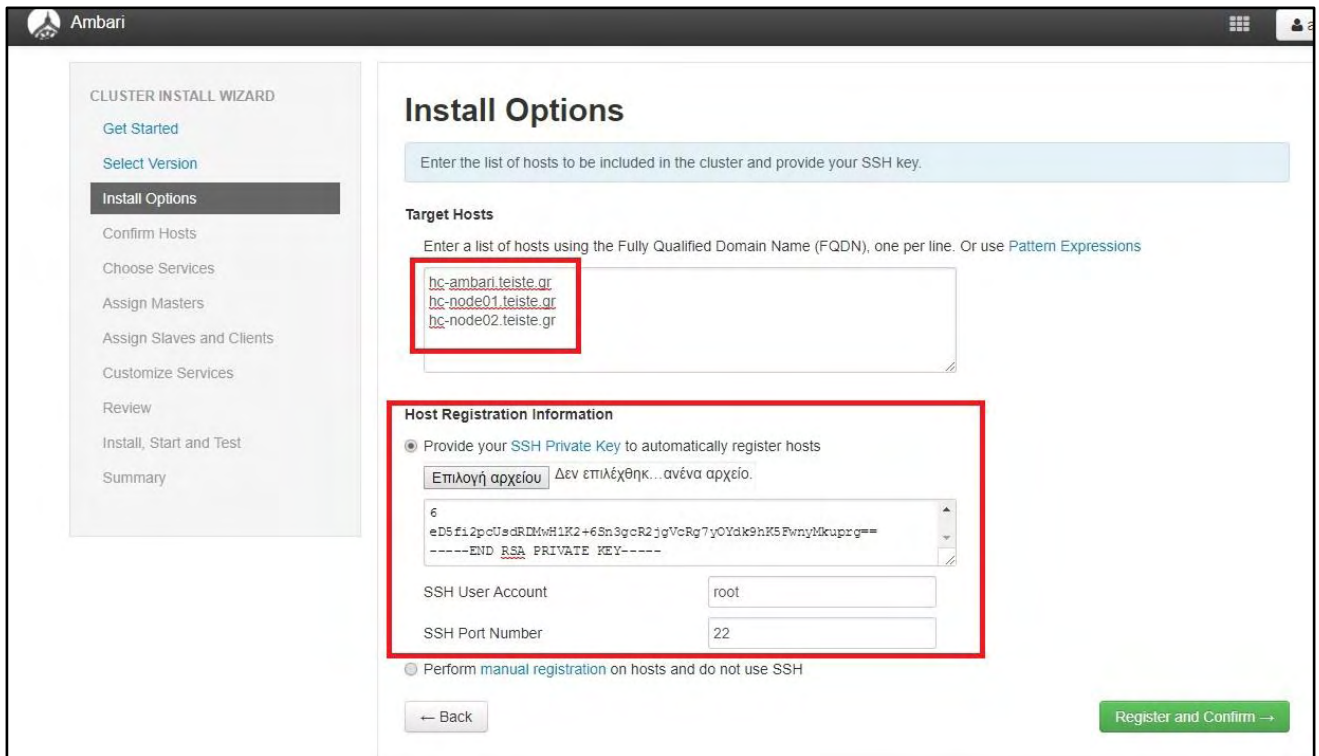 Ambari
CLUSTER INSTALL WIZARD
Get Started
Select Version
Install Options
Confirm Hosts
Choose Services
Assign Masters
Assign Slaves and Clients
Customize Services
Review
Install, Start and Test
Summary
Install Options
Enter the list of hosts to be included in the cluster and provide your SSH key.
Target Hosts
Enter a list of hosts using the Fully Qualified Domain Name (FQDN), one per line. Or use Pattern Expressions
hc-ambari.teiste.gr
hc-node01.teiste.gr
hc-node02.teiste.gr
Host Registration Information
Provide your SSH Private Key to automatically register hosts
Επιλογή αρχείου Δεν επιλέχθηκ...ανένα αρχείο.
6
eD5fi2pcUsdRDMwH1K2+6Sn3gcR2jgVcRg7yOYdk9hK5FwnyMkuprg==
-----END RSA PRIVATE KEY-----
SSH User Account root
SSH Port Number 22
Perform manual registration on hosts and do not use SSH
← Back
Register and Confirm →